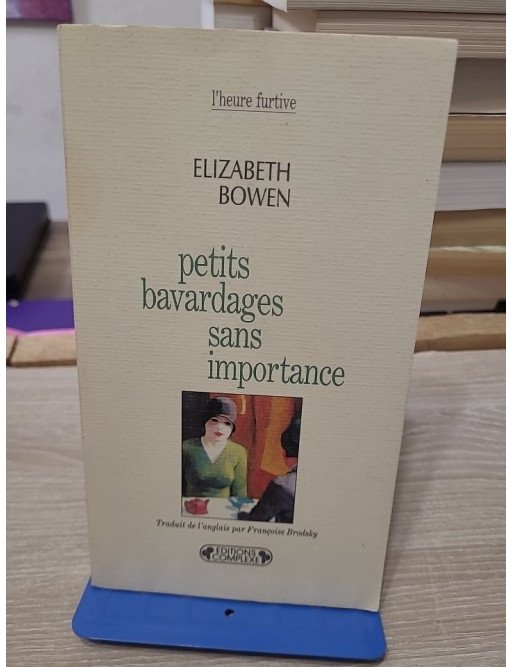 l'heure furtive
ELIZABETH
BOWEN
petits
bavardages
sans
importance
Traduit de l'anglais par Françoise Brodsky
EDITIONS
COMPLEXE